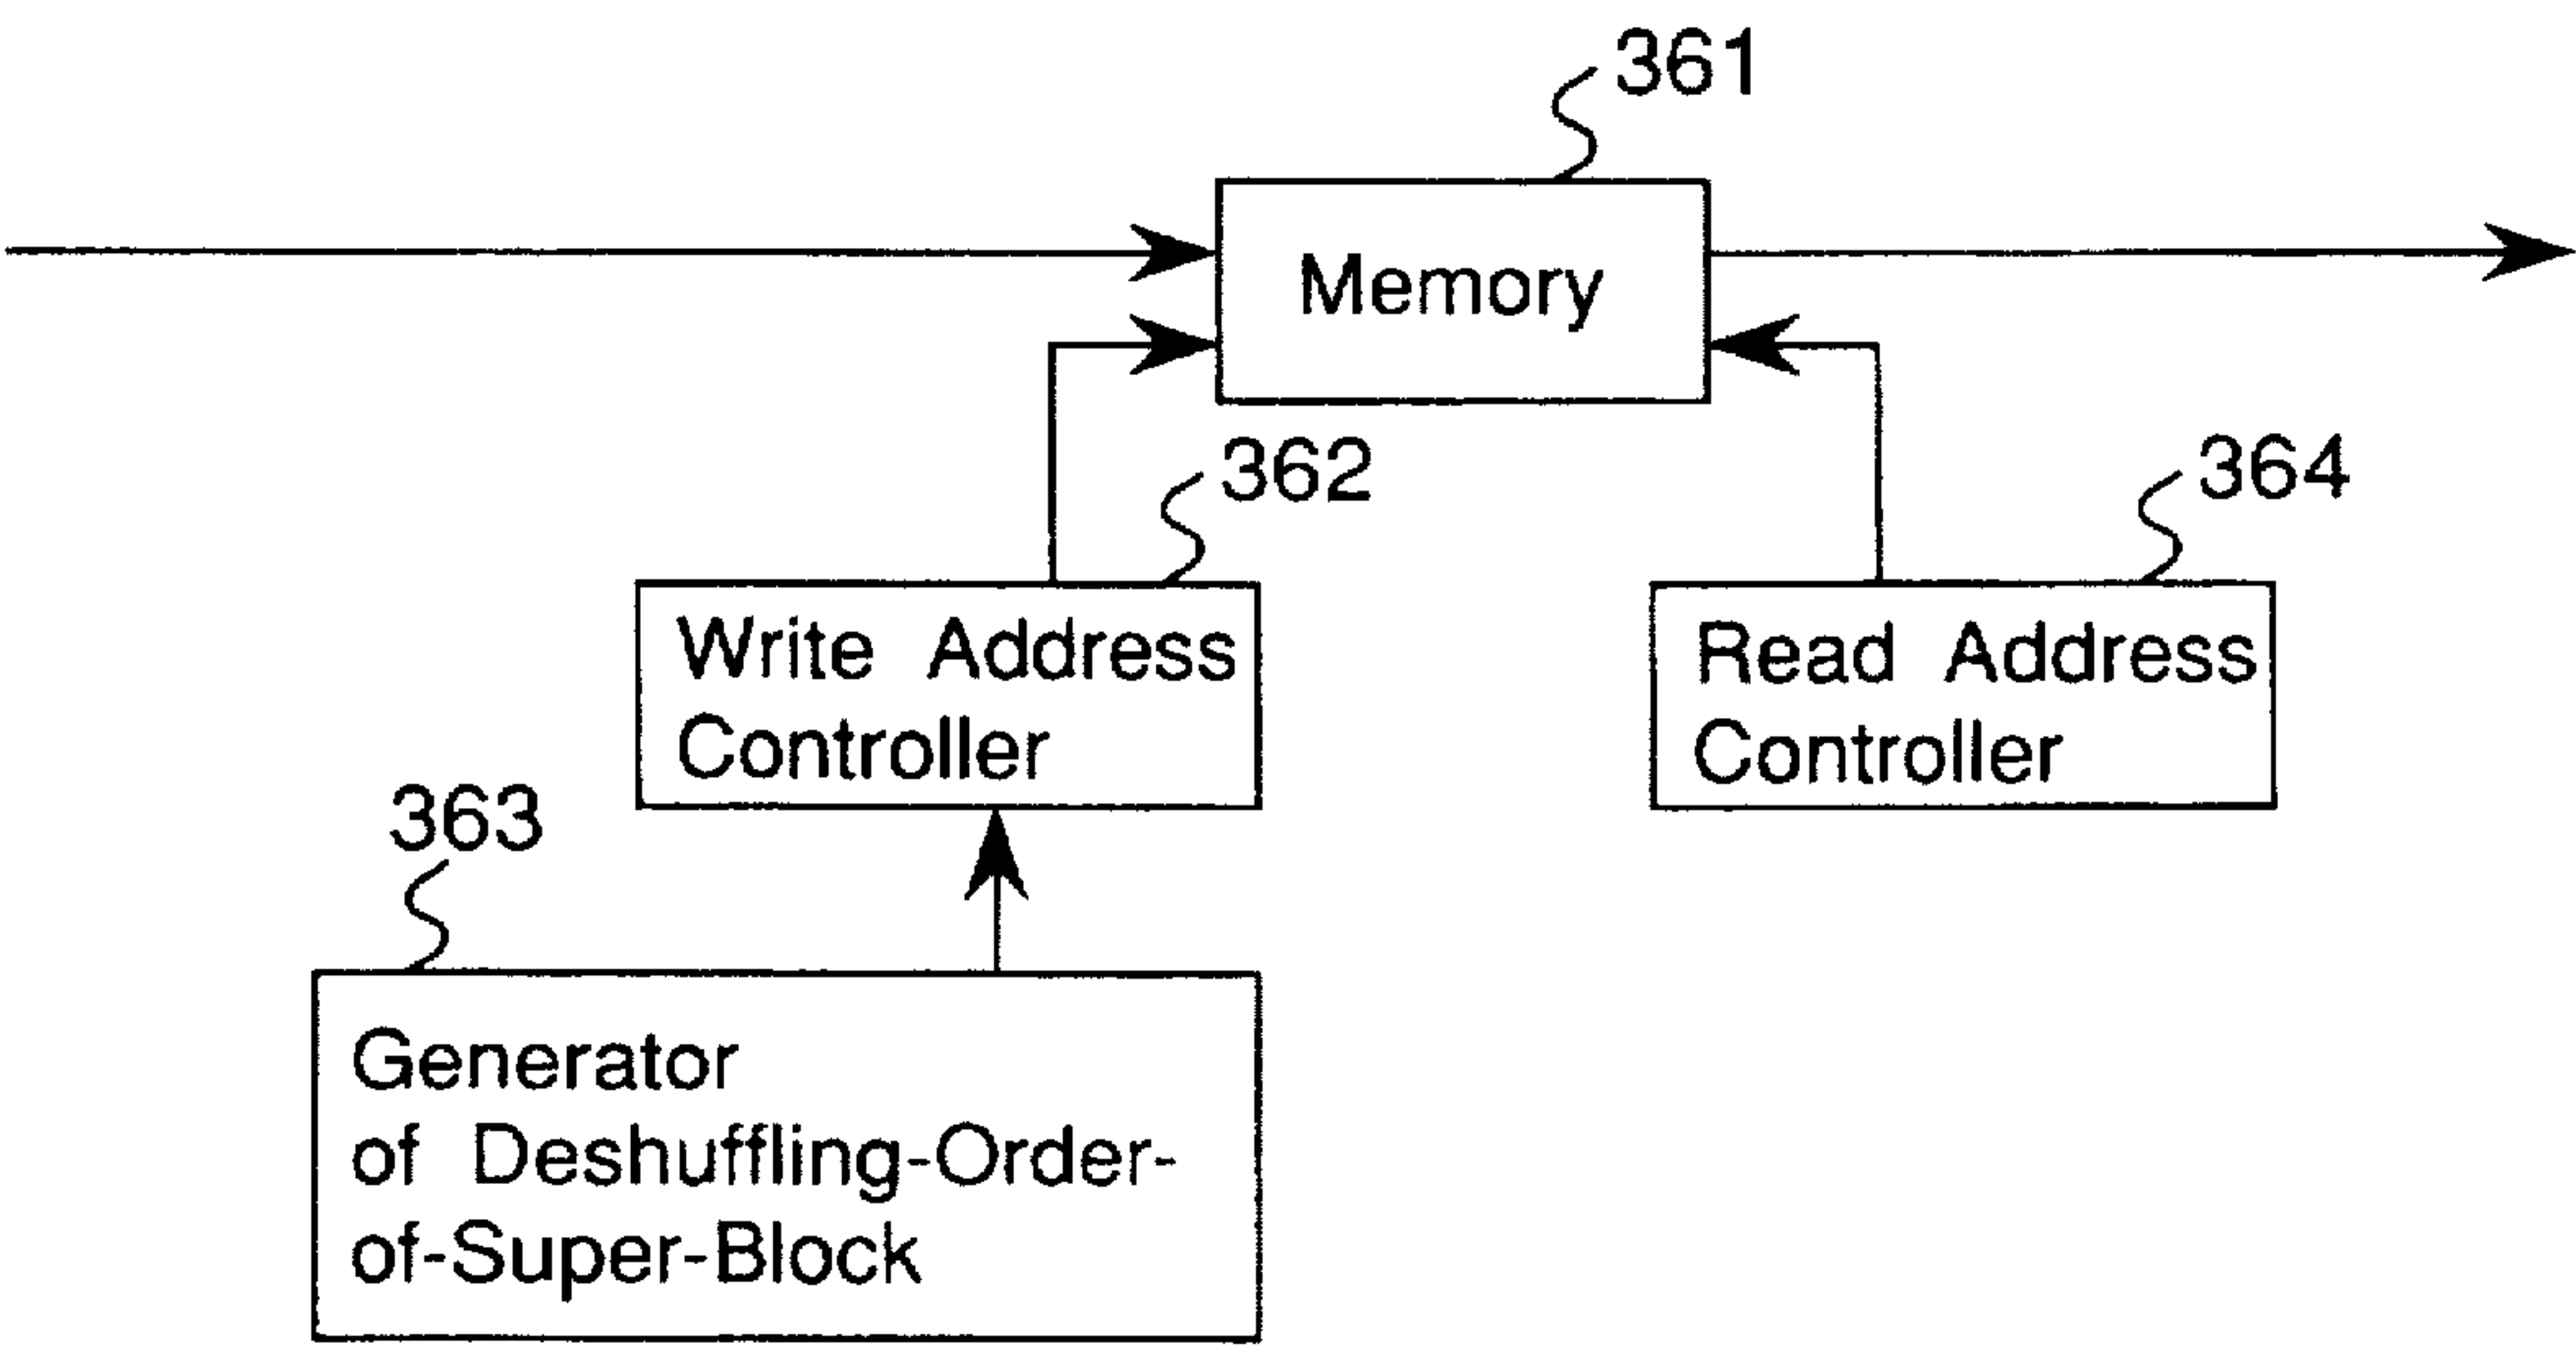 361
Memory
362
364
Write Address
Controller
Read Address
Controller
363
Generator
of Deshuffling-Order-
of-Super-Block